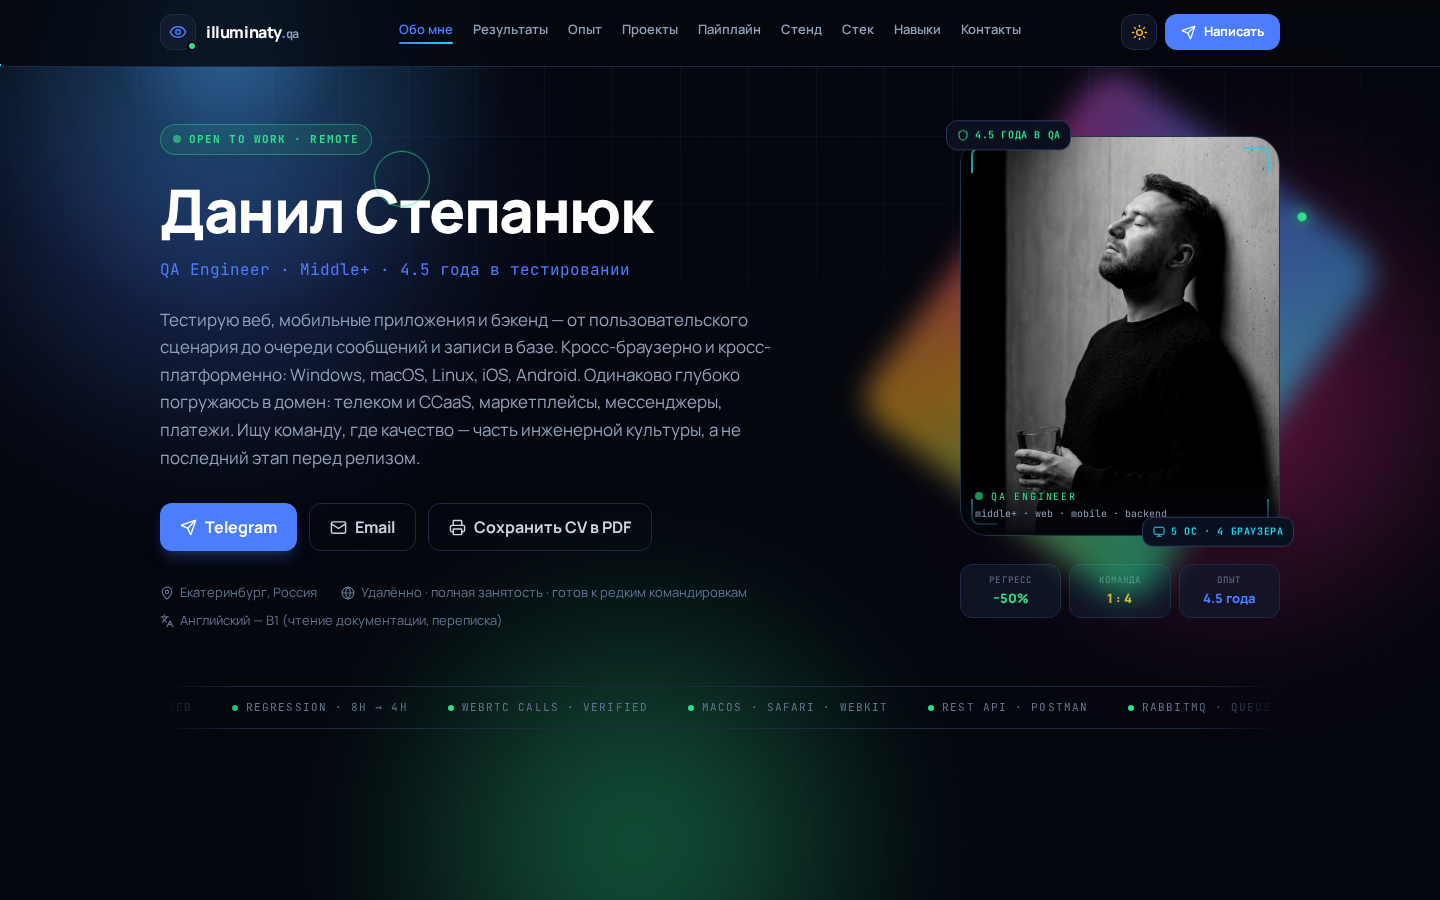 illuminaty.qa
Обо мне
Результаты
Опыт
Проекты
Пайплайн
Стенд
Стек
Навыки
Контакты
Написать
OPEN TO WORK · REMOTE
Данил Степанюк
QA Engineer · Middle+ · 4.5 года в тестировании
Тестирую веб, мобильные приложения и бэкенд — от пользовательского
сценария до очереди сообщений и записи в базе. Кросс-браузерно и кросс-
платформенно: Windows, macOS, Linux, iOS, Android. Одинаково глубоко
погружаюсь в домен: телеком и CCaaS, маркетплейсы, мессенджеры,
платежи. Ищу команду, где качество — часть инженерной культуры, а не
последний этап перед релизом.
Telegram
Email
Сохранить CV в PDF
Екатеринбург, Россия
Удалённо · полная занятость · готов к редким командировкам
Английский — B1 (чтение документации, переписка)
4.5 ГОДА В QA
QA ENGINEER
middle+ · web · mobile · backend
5 ОС · 4 БРАУЗЕРА
РЕГРЕСС
−50%
КОМАНДА
1 : 4
ОПЫТ
4.5 года
REGRESSION · 8H → 4H
WEBRTC CALLS · VERIFIED
MACOS · SAFARI · WEBKIT
REST API · POSTMAN
RABBITMQ · QUEUE